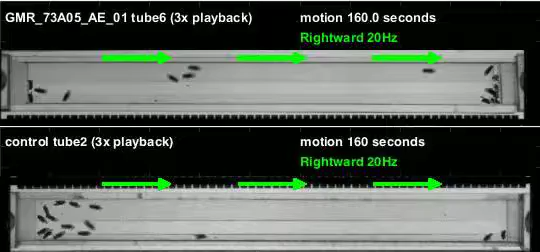 GMR_73A05_AE_01 tube6 (3x playback)
motion 160.0 seconds
Rightward 20Hz
control tube2 (3x playback)
motion 160 seconds
Rightward 20Hz